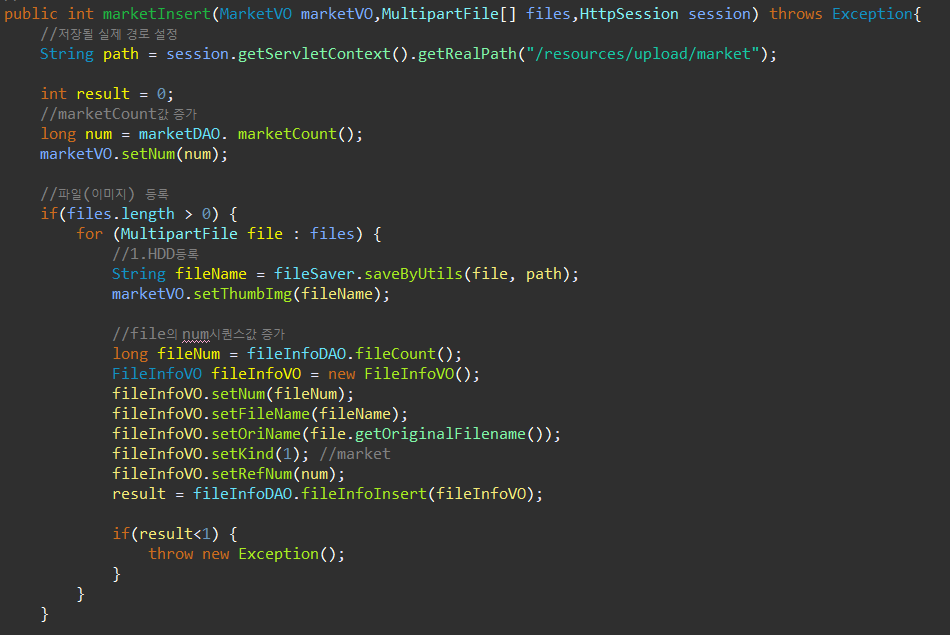 public int marketInsert(MarketVO marketVO,MultipartFile[] files,HttpSession session) throws Exception{
//저장될 실제 경로 설정
String path = session.getServletContext().getRealPath("/resources/upload/market");
int result = 0;
//marketCount값 증가
long num = marketDAO. marketCount();
marketVO.setNum(num);
//파일(이미지) 등록
if(files.length > 0) {
for (MultipartFile file : files) {
//1.HDD등록
String fileName = fileSaver.saveByUtils(file, path);
marketVO.setThumbImg(fileName);
//file의 num시퀀스값 증가
long fileNum = fileInfoDAO.fileCount();
FileInfoVO fileInfoVO = new FileInfoVO();
fileInfoVO.setNum(fileNum);
fileInfoVO.setFileName(fileName);
fileInfoVO.setOriName(file.getOriginalFilename());
fileInfoVO.setKind(1); //market
fileInfoVO.setRefNum(num);
result = fileInfoDAO.fileInfoInsert(fileInfoVO);
if(result<1) {
throw new Exception();
}
}
}